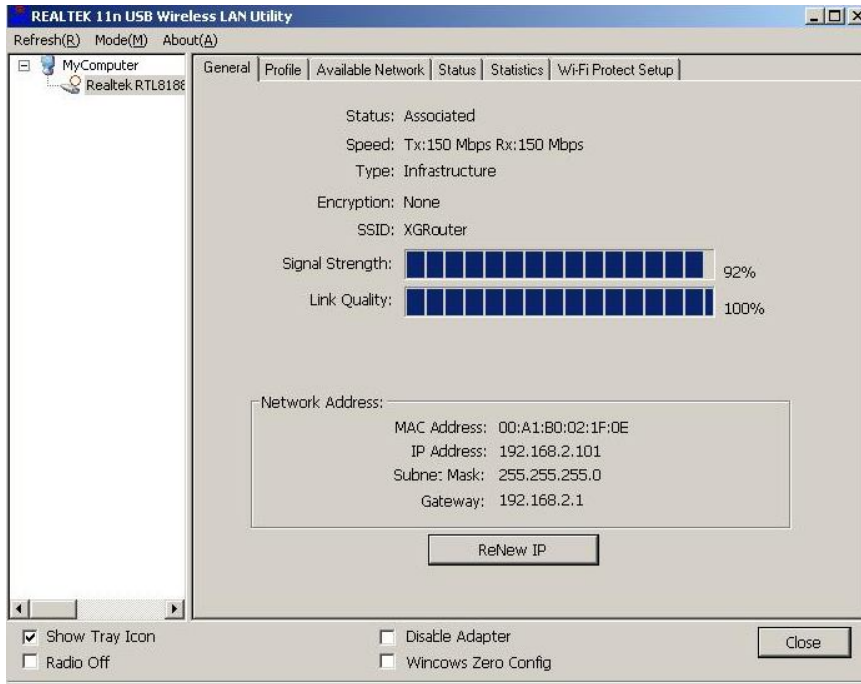 REALTEK 11n USB Wireless LAN Utility
Refresh(R) Mode(M) About(A)
MyComputer
Realtek RTL8188
General Profile Available Network Status Statistics Wi-Fi Protect Setup
Status: Associated
Speed: Tx:150 Mbps Rx:150 Mbps
Type: Infrastructure
Encryption: None
SSID: XGRouter
Signal Strength: 92%
Link Quality: 100%
Network Address:
MAC Address: 00:A1:B0:02:1F:0E
IP Address: 192.168.2.101
Subnet Mask: 255.255.255.0
Gateway: 192.168.2.1
ReNew IP
Show Tray Icon
Radio Off
Disable Adapter
Wincows Zero Config
Close